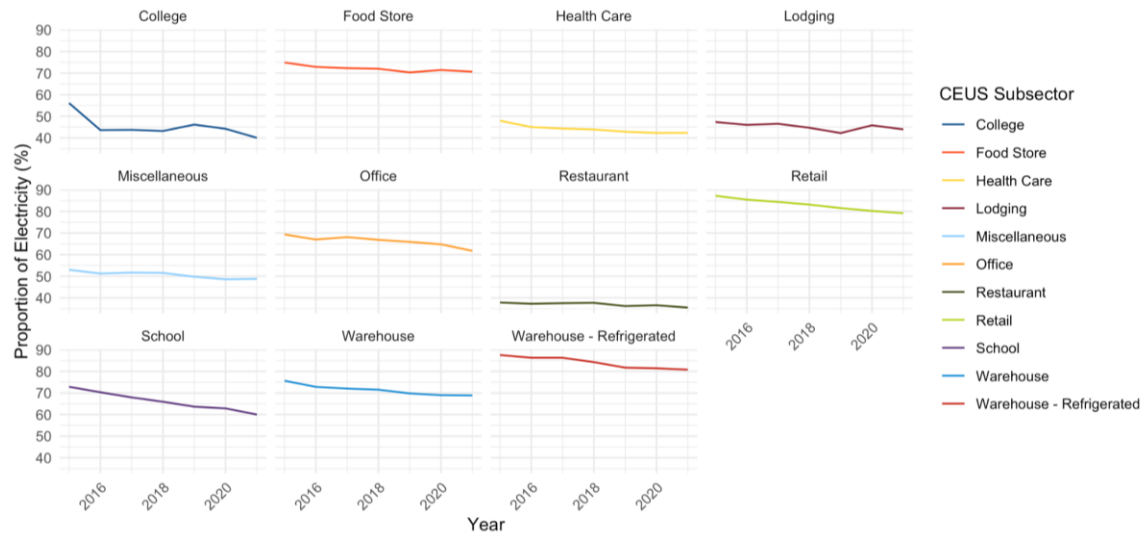 College
Food Store
Health Care
Lodging
90
80
70
60
50
40
Miscellaneous
Office
Restaurant
Retail
90
80
70
60
50
40
2016
2018
2020
School
Warehouse
Warehouse - Refrigerated
90
80
70
60
50
40
2016
2018
2020
2016
2018
2020
2016
2018
2020
Year
Proportion of Electricity (%)
CEUS Subsector
College
Food Store
Health Care
Lodging
Miscellaneous
Office
Restaurant
Retail
School
Warehouse
Warehouse - Refrigerated